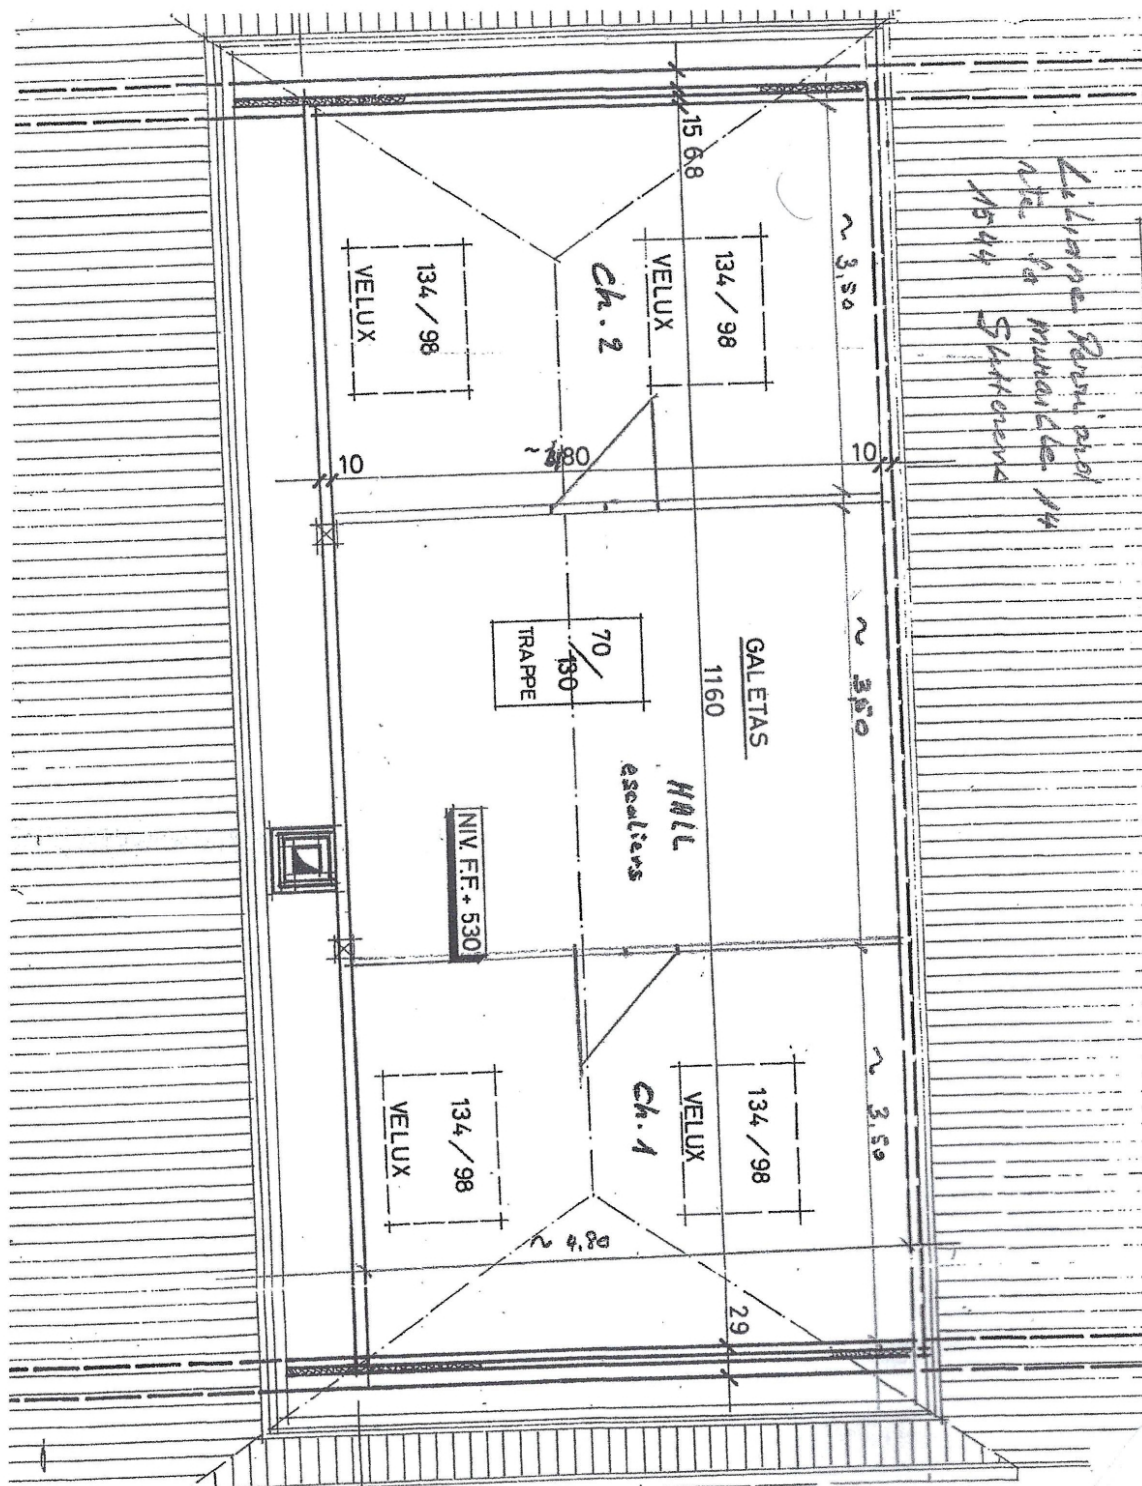 1544
15 6.8
~ 3,50
134/98
VELUX
Ch. 2
134/98
VELUX
10
~ 80
10
GALETAS
~ 3,60
70/130
TRAPPE
1160
HALL
escaliers
NIV. F.F. + 530
134/98
VELUX
Ch. 1
134/98
VELUX
~ 3,50
~ 4,80
29